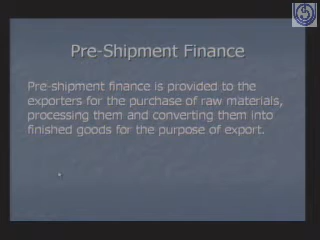 Pre-Shipment Finance
Pre-shipment finance is provided to the
exporters for the purchase of raw materials,
processing them and converting them into
finished goods for the purpose of export.